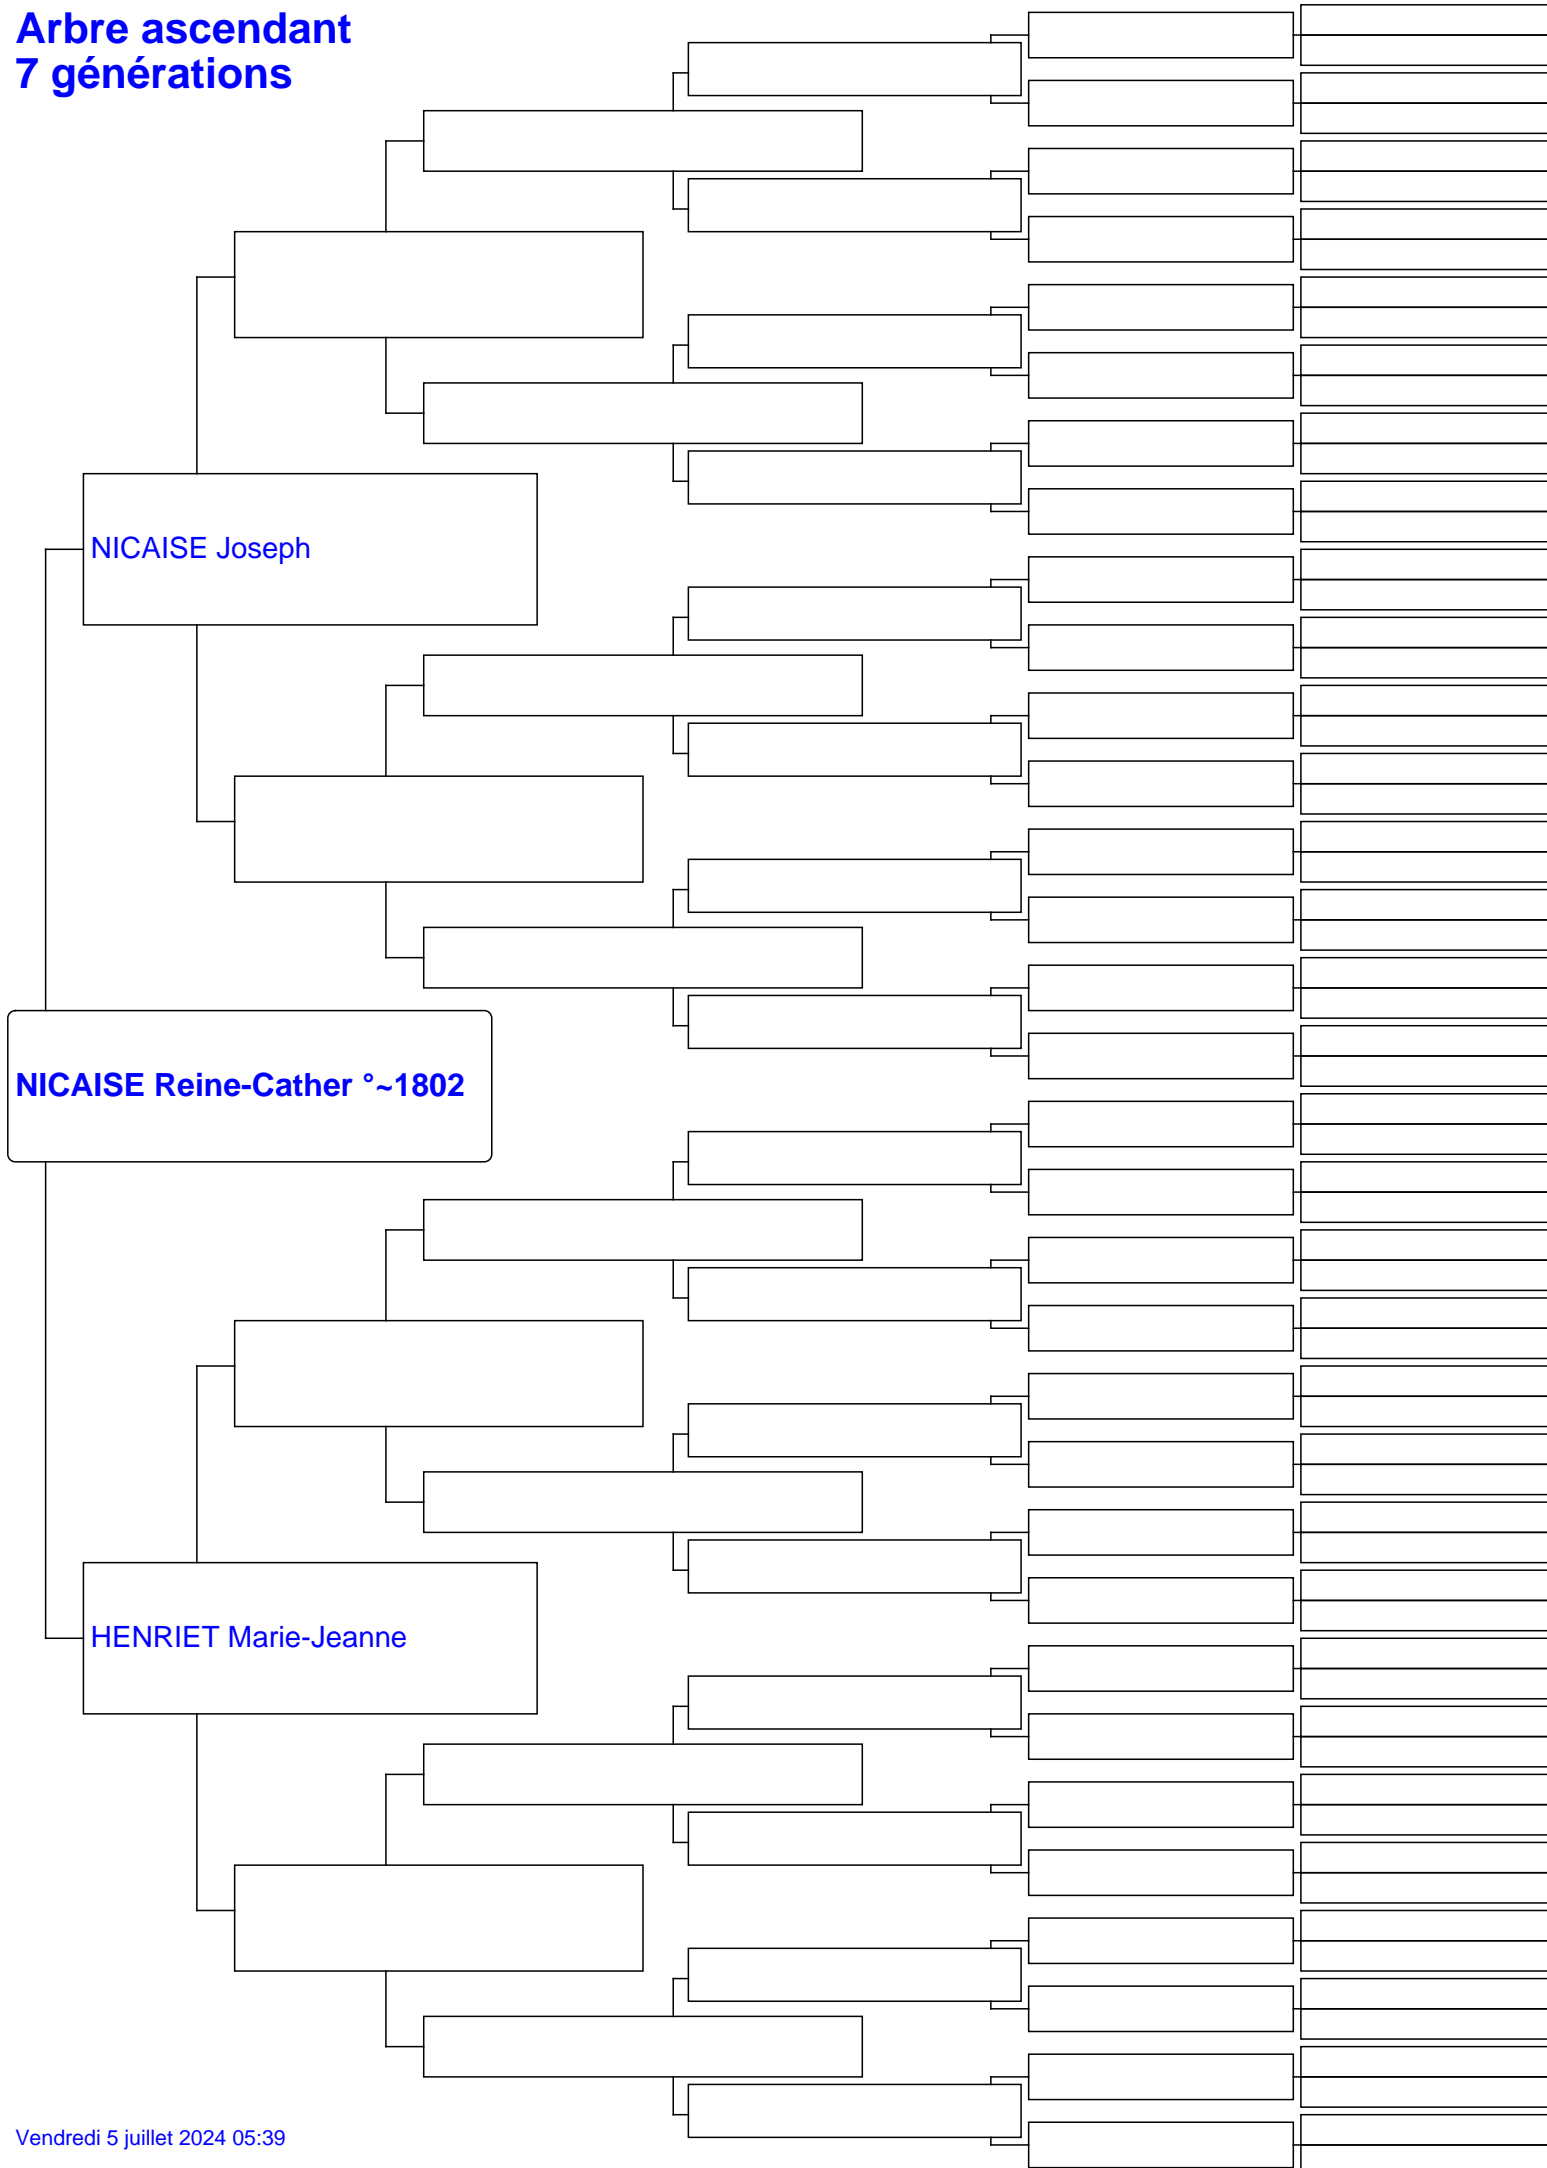 Arbre ascendant
7 générations
NICAISE Joseph
NICAISE Reine-Cather °~1802
HENRIET Marie-Jeanne
Vendredi 5 juillet 2024 05:39